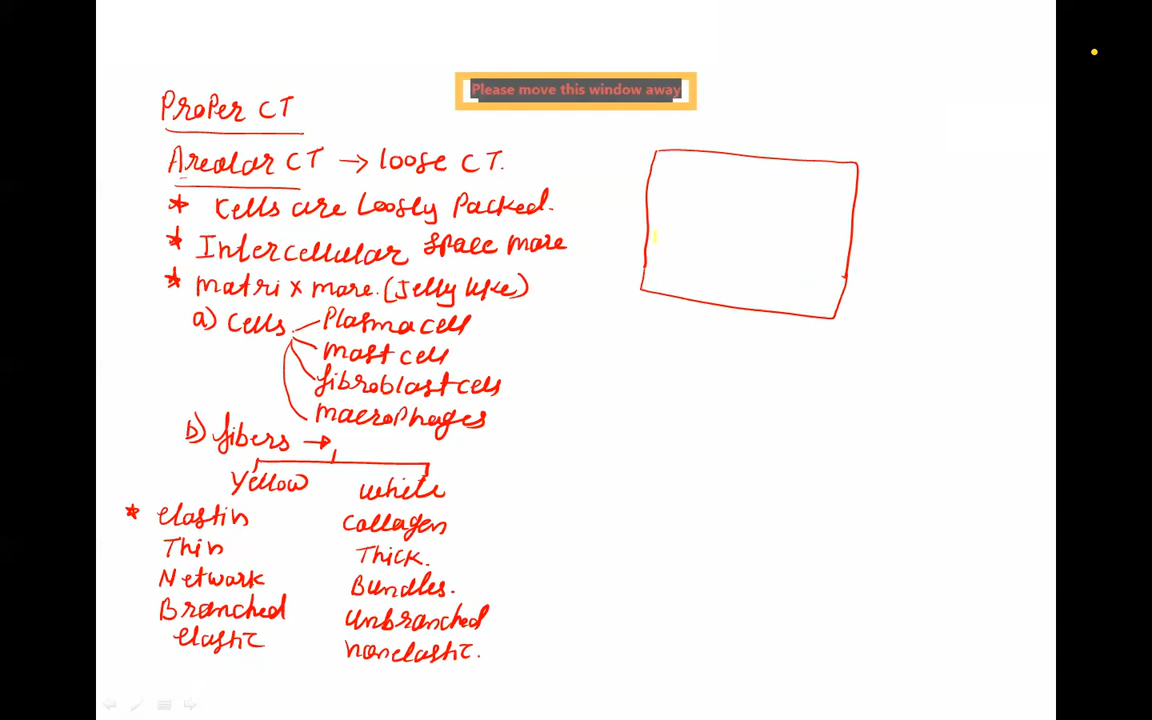 Please move this window away
Proper CT
Areolar CT → loose CT.
* Cells are Loosly Packed.
* Intercellular space more
* matrix more. (Jelly like)
a) Cells
Plasma cell
mast cell
fibroblast cells
macrophages
b) fibers →
Yellow White
* elastin Collagen
Thin Thick.
Network Bundles.
Branched Unbranched
elastic nonelastic.